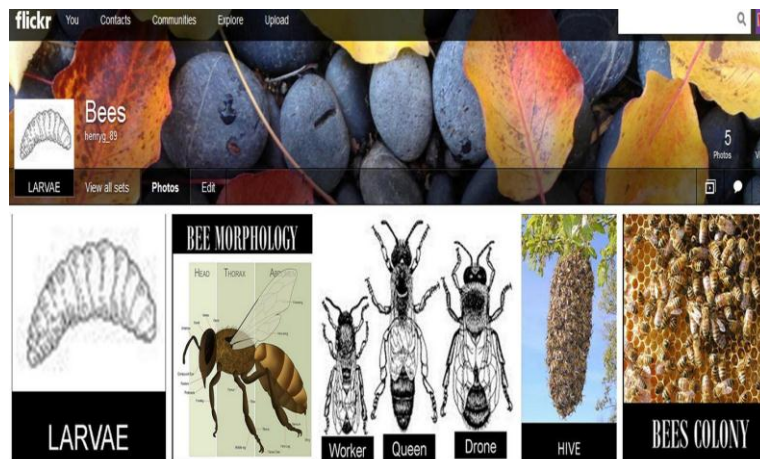 flickr You Contacts Communities Explore Upload
Bees
henryg_89
5
Photos
LARVAE View all sets Photos Edit
BEE MORPHOLOGY
HEAD THORAX
LARVAE
Worker Queen Drone
HIVE
BEES COLONY